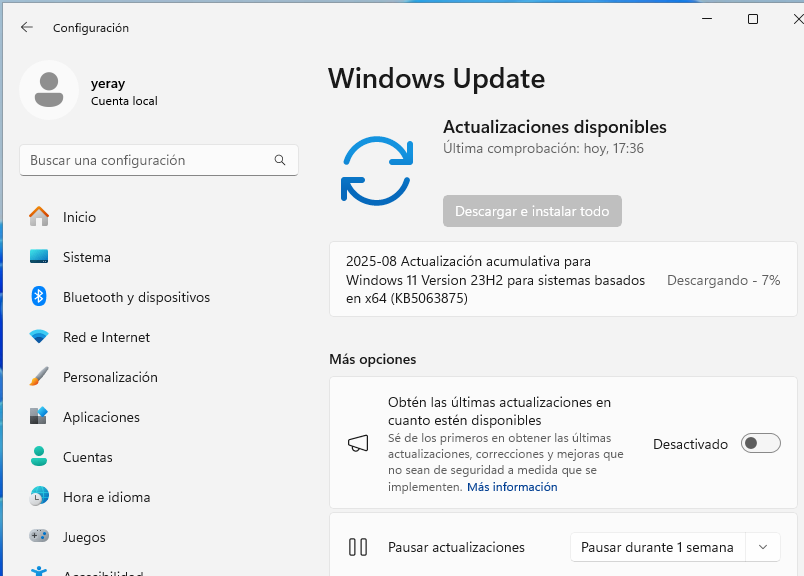 Configuración
yeray
Cuenta local
Buscar una configuración
Inicio
Sistema
Bluetooth y dispositivos
Red e Internet
Personalización
Aplicaciones
Cuentas
Hora e idioma
Juegos
Accesibilidad
Windows Update
Actualizaciones disponibles
Última comprobación: hoy, 17:36
Descargar e instalar todo
2025-08 Actualización acumulativa para
Windows 11 Version 23H2 para sistemas basados
en x64 (KB5063875)
Descargando - 7%
Más opciones
Obtén las últimas actualizaciones en
cuanto estén disponibles
Sé de los primeros en obtener las últimas
actualizaciones, correcciones y mejoras que
no sean de seguridad a medida que se
implementen. Más información
Desactivado
Pausar actualizaciones
Pausar durante 1 semana